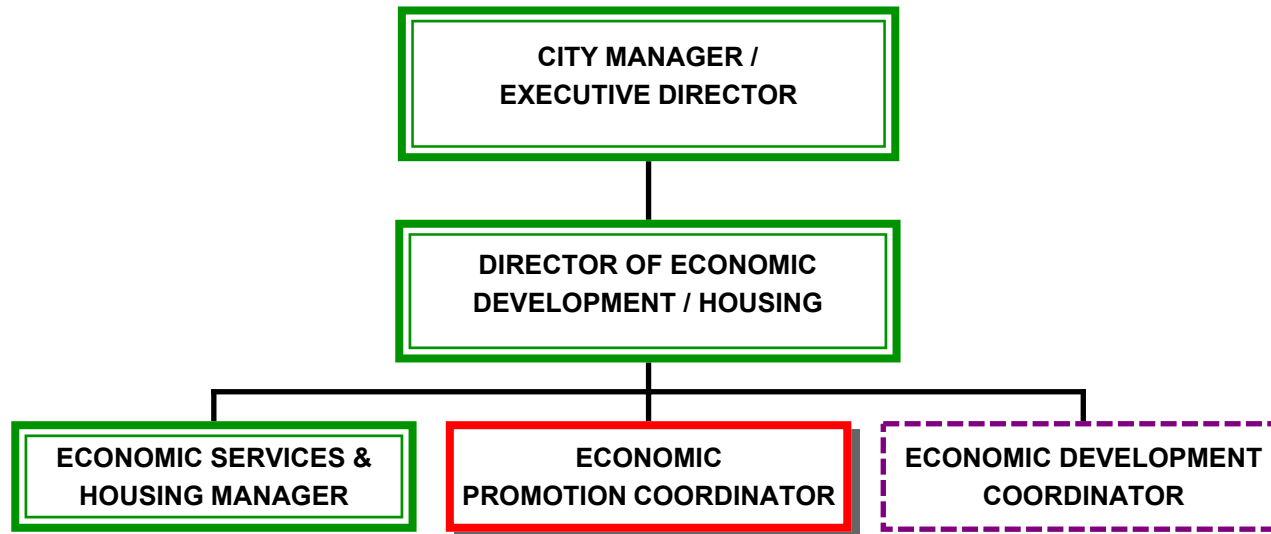 CITY MANAGER /
EXECUTIVE DIRECTOR
DIRECTOR OF ECONOMIC
DEVELOPMENT / HOUSING
ECONOMIC SERVICES &
HOUSING MANAGER
ECONOMIC
PROMOTION COORDINATOR
ECONOMIC DEVELOPMENT
COORDINATOR